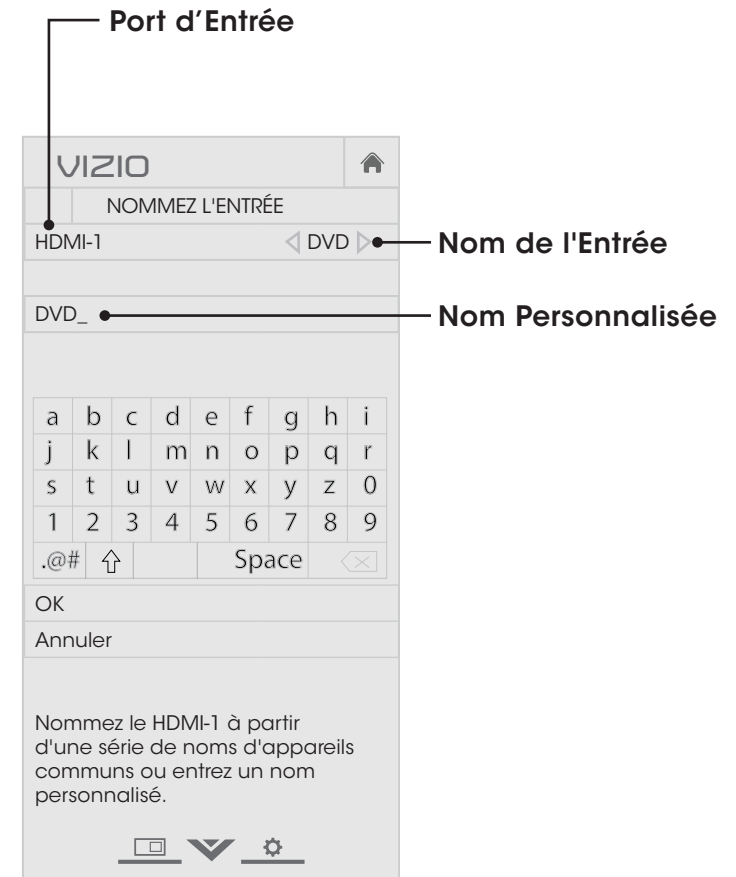 Port d’Entrée
VIZIO
NOMMEZ L'ENTRÉE
HDMI-1 DVD
Nom de l'Entrée
DVD_
Nom Personnalisée
a b c d e f g h i
j k l m n o p q r
s t u v w x y z 0
1 2 3 4 5 6 7 8 9
.@# Space
OK
Annuler
Nommez le HDMI-1 à partir
d'une série de noms d'appareils
communs ou entrez un nom
personnalisé.